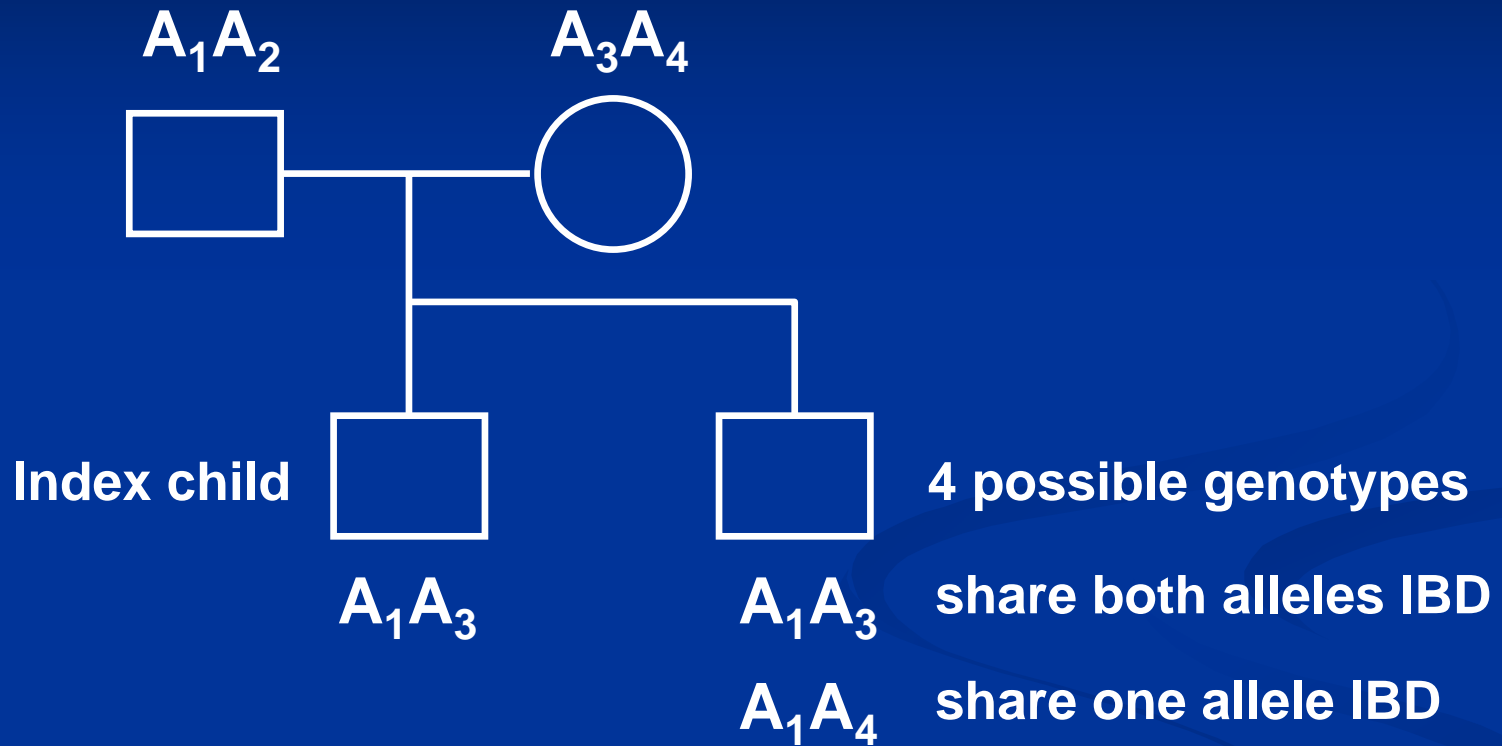 A₁A₂ A₃A₄
Index child 4 possible genotypes
A₁A₃ A₁A₃ share both alleles IBD
A₁A₄ share one allele IBD